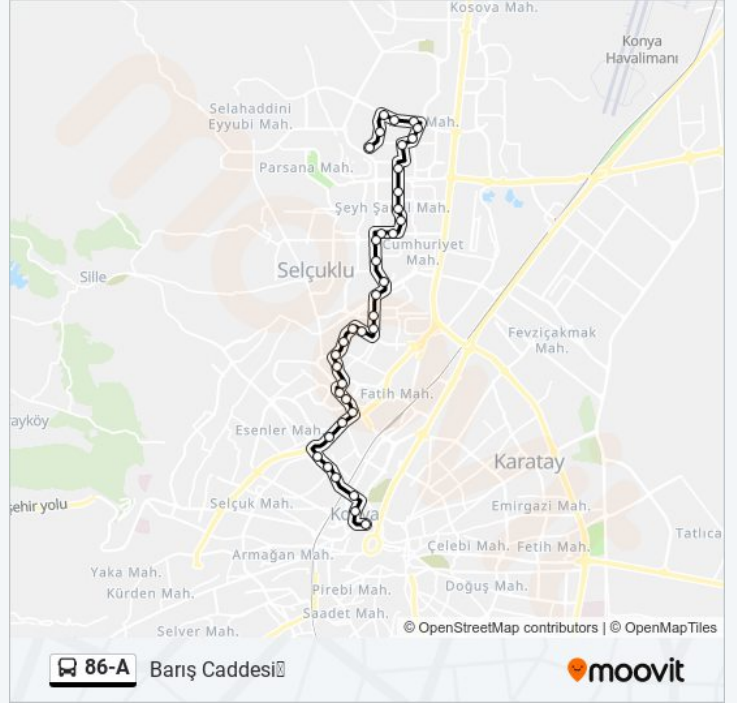 Kosova Mah.
Konya
Havalimanı
Selahaddini
Eyyubi Mah.
Mah.
Parsana Mah.
Şeyh Şamil Mah.
Cumhuriyet
Mah.
Selçuklu
Sille
Fevziçakmak
Mah.
Fatih Mah.
rayköy
Esenler Mah.
Karatay
şehir yolu
Selçuk Mah.
Konya
Emirgazi Mah.
Tatlıca
Armağan Mah.
Çelebi Mah.
Fetih Mah.
Yaka Mah.
Kürden Mah.
Pirebi Mah.
Doğuş Mah.
Saadet Mah.
Selver Mah.
© OpenStreetMap contributors | © OpenMapTiles
86-A Barış Caddesi
moovit